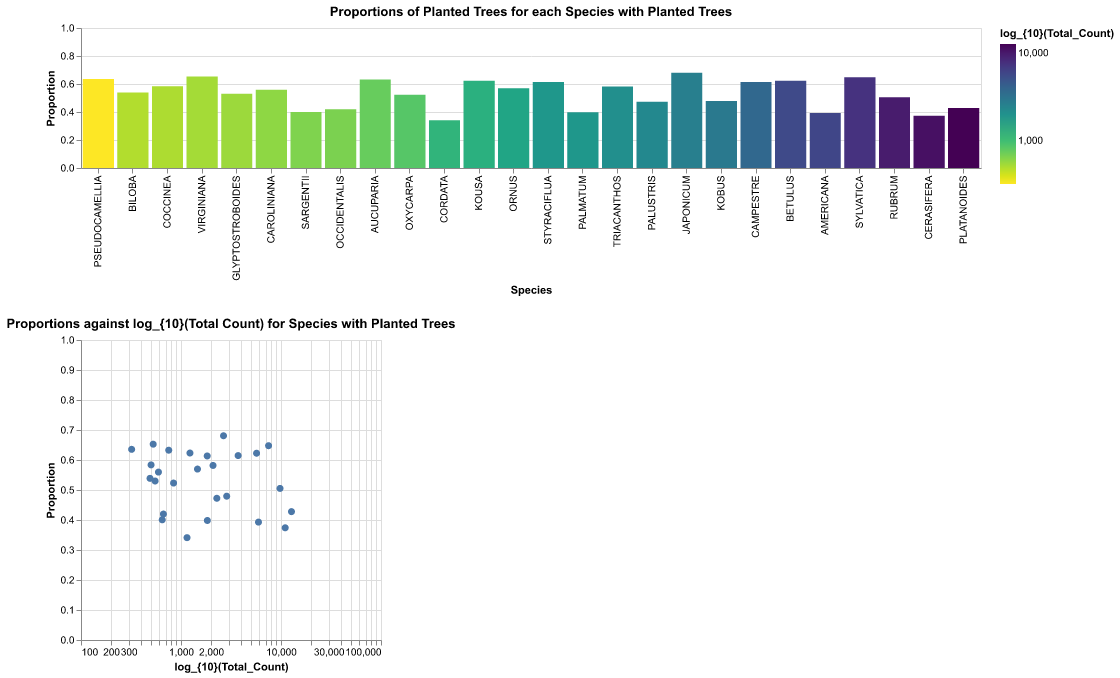 Proportions of Planted Trees for each Species with Planted Trees
log_{10}(Total_Count)
10,000
1,000
Proportion
1.0
0.8
0.6
0.4
0.2
0.0
PSEUDOCAMELLIA
BILOBA
COCCINEA
VIRGINIANA
GLYPTOSTROBOIDES
CAROLINIANA
SARGENTII
OCCIDENTALIS
AUCUPARIA
OXYCARPA
CORDATA
KOUSA
ORNUS
STYRACIFLUA
PALMATUM
TRIACANTHOS
PALUSTRIS
JAPONICUM
KOBUS
CAMPESTRE
BETULUS
AMERICANA
SYLVATICA
RUBRUM
CERASIFERA
PLATANOIDES
Species
Proportions against log_{10}(Total Count) for Species with Planted Trees
Proportion
1.0
0.9
0.8
0.7
0.6
0.5
0.4
0.3
0.2
0.1
0.0
100 200 300 1,000 2,000 10,000 30,000 100,000
log_{10}(Total_Count)